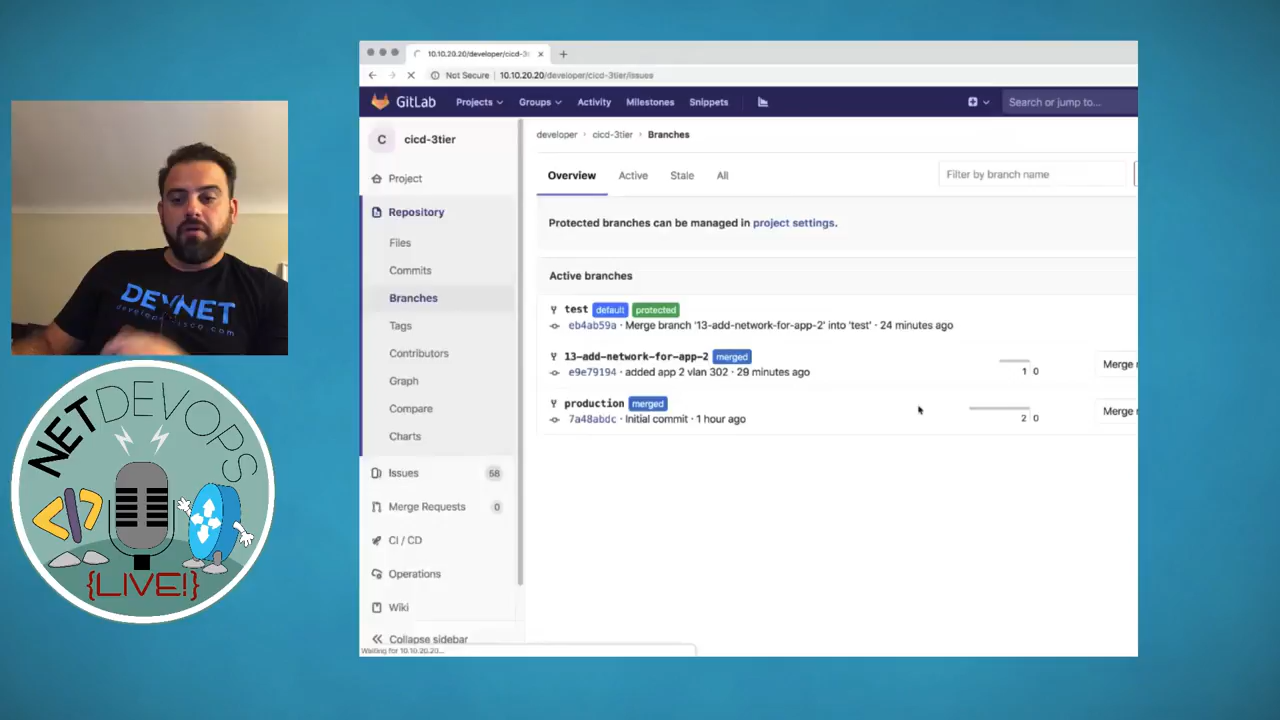 10.10.20.20/developer/cicd-3t
Not Secure | 10.10.20.20/developer/cicd-3tier/issues
GitLab Projects Groups Activity Milestones Snippets Search or jump to...
C cicd-3tier
developer › cicd-3tier › Branches
Project
Overview Active Stale All Filter by branch name
Repository
Protected branches can be managed in project settings.
Files
Commits
Active branches
Branches
test default protected
eb4ab59a · Merge branch '13-add-network-for-app-2' into 'test' · 24 minutes ago
Tags
Contributors
13-add-network-for-app-2 merged
e9e79194 · added app 2 vlan 302 · 29 minutes ago 1 0 Merge
Graph
Compare
production merged
7a48abdc · Initial commit · 1 hour ago 2 0 Merge
Charts
Issues 58
Merge Requests 0
CI / CD
Operations
Wiki
Collapse sidebar
Waiting for 10.10.20.20...
DEVNET
NETDEVOPS
</>
{LIVE!}